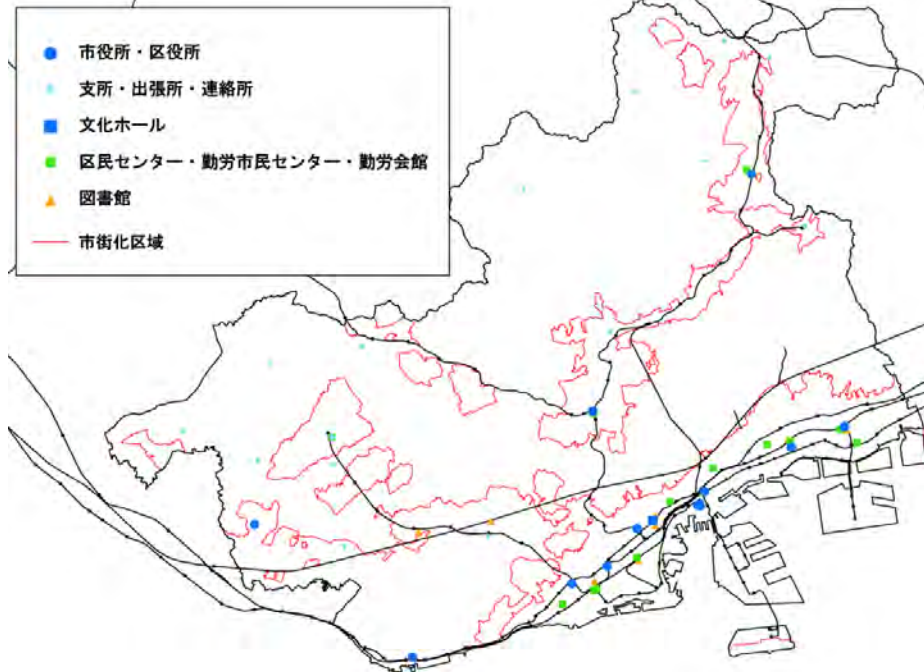 市役所・区役所
支所・出張所・連絡所
文化ホール
区民センター・勤労市民センター・勤労会館
図書館
市街化区域